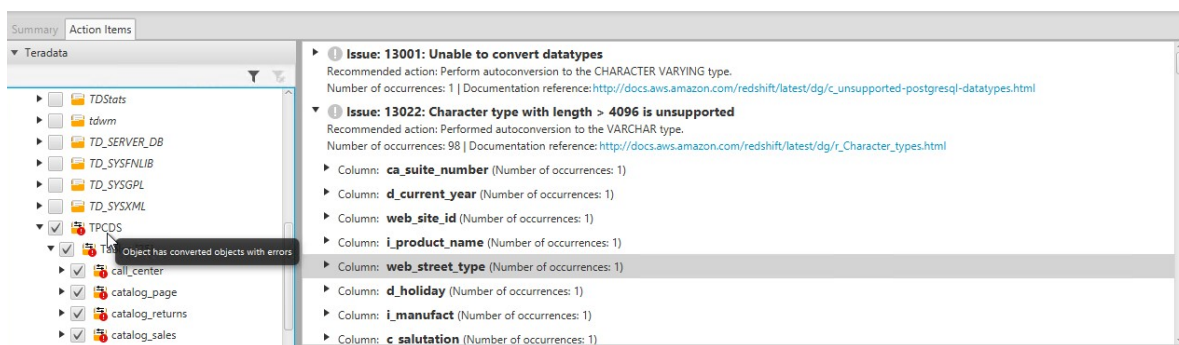 Summary Action Items
Teradata
TDStats
tdwm
TD_SERVER_DB
TD_SYSFNLIB
TD_SYSGPL
TD_SYSXML
TPCDS
Object has converted objects with errors
call_center
catalog_page
catalog_returns
catalog_sales
Issue: 13001: Unable to convert datatypes
Recommended action: Perform autoconversion to the CHARACTER VARYING type.
Number of occurrences: 1 | Documentation reference: http://docs.aws.amazon.com/redshift/latest/dg/c_unsupported-postgresql-datatypes.html
Issue: 13022: Character type with length > 4096 is unsupported
Recommended action: Performed autoconversion to the VARCHAR type.
Number of occurrences: 98 | Documentation reference: http://docs.aws.amazon.com/redshift/latest/dg/r_Character_types.html
Column: ca_suite_number (Number of occurrences: 1)
Column: d_current_year (Number of occurrences: 1)
Column: web_site_id (Number of occurrences: 1)
Column: i_product_name (Number of occurrences: 1)
Column: web_street_type (Number of occurrences: 1)
Column: d_holiday (Number of occurrences: 1)
Column: i_manufact (Number of occurrences: 1)
Column: c_salutation (Number of occurrences: 1)